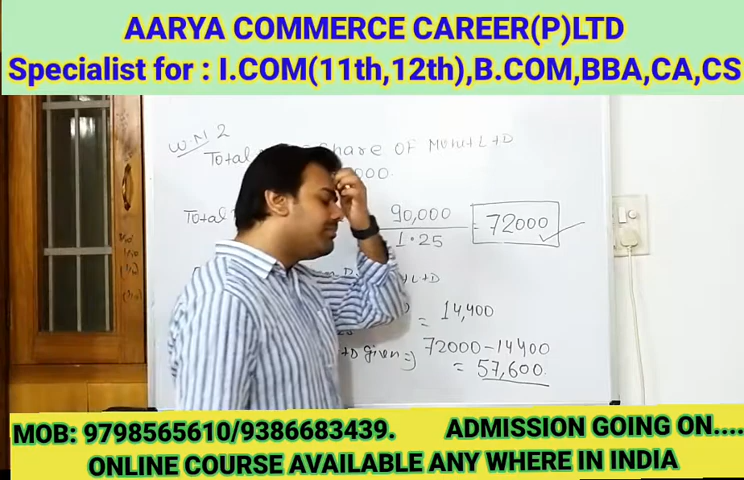 AARYA COMMERCE CAREER(P)LTD
Specialist for : I.COM(11th,12th),B.COM,BBA,CA,CS
W.N 2
Total Share OF MUMU L+D
000.
Total 90,000 = 72000
1.25
L+D
= 14,400
+D given => 72000-14400
= 57,600
MOB: 9798565610/9386683439. ADMISSION GOING ON....
ONLINE COURSE AVAILABLE ANY WHERE IN INDIA